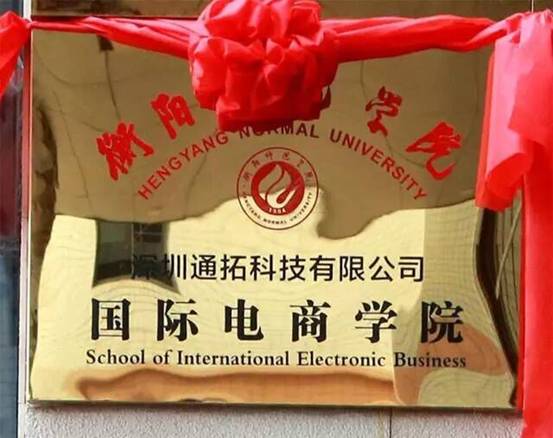 衡阳 学院
HENGYANG NORMAL UNIVERSITY
1904
深圳通拓科技有限公司
国际电商学院
School of International Electronic Business